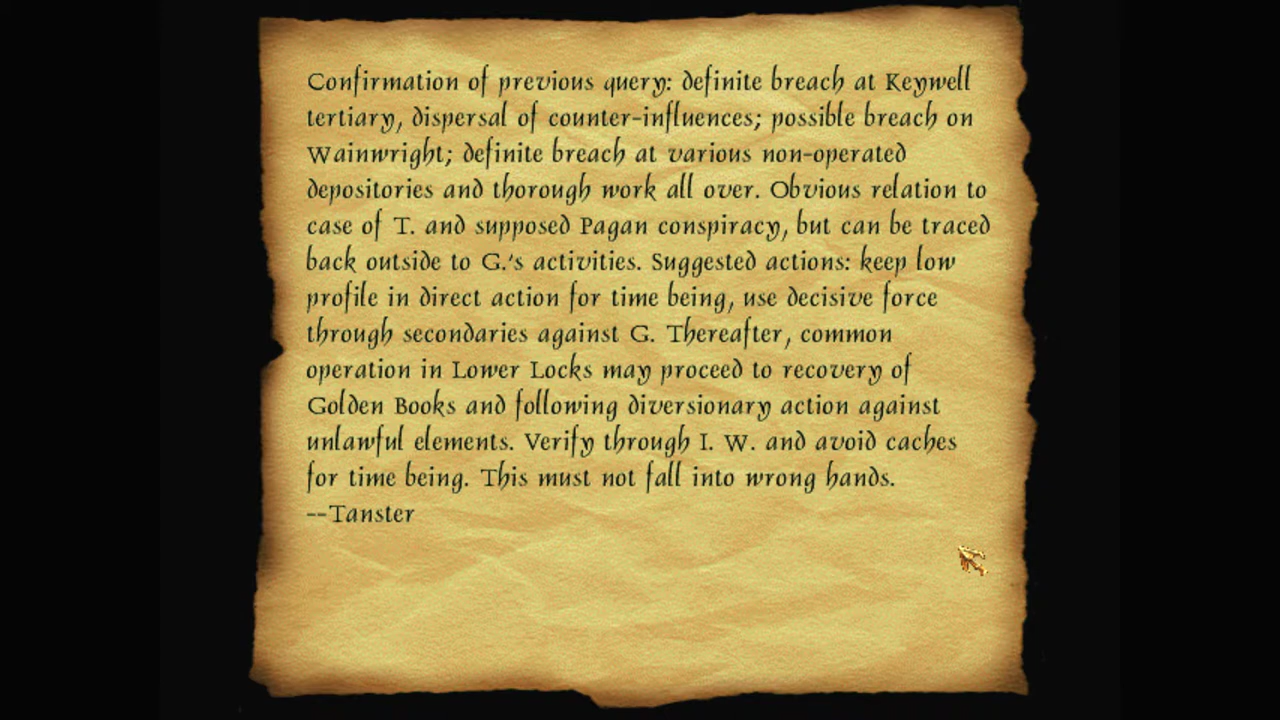 Confirmation of previous query: definite breach at Keywell
tertiary, dispersal of counter-influences; possible breach on
Wainwright; definite breach at various non-operated
depositories and thorough work all over. Obvious relation to
case of T. and supposed Pagan conspiracy, but can be traced
back outside to G.'s activities. Suggested actions: keep low
profile in direct action for time being, use decisive force
through secondaries against G. Thereafter, common
operation in Lower Locks may proceed to recovery of
Golden Books and following diversionary action against
unlawful elements. Verify through I. W. and avoid caches
for time being. This must not fall into wrong hands.
--Tanster